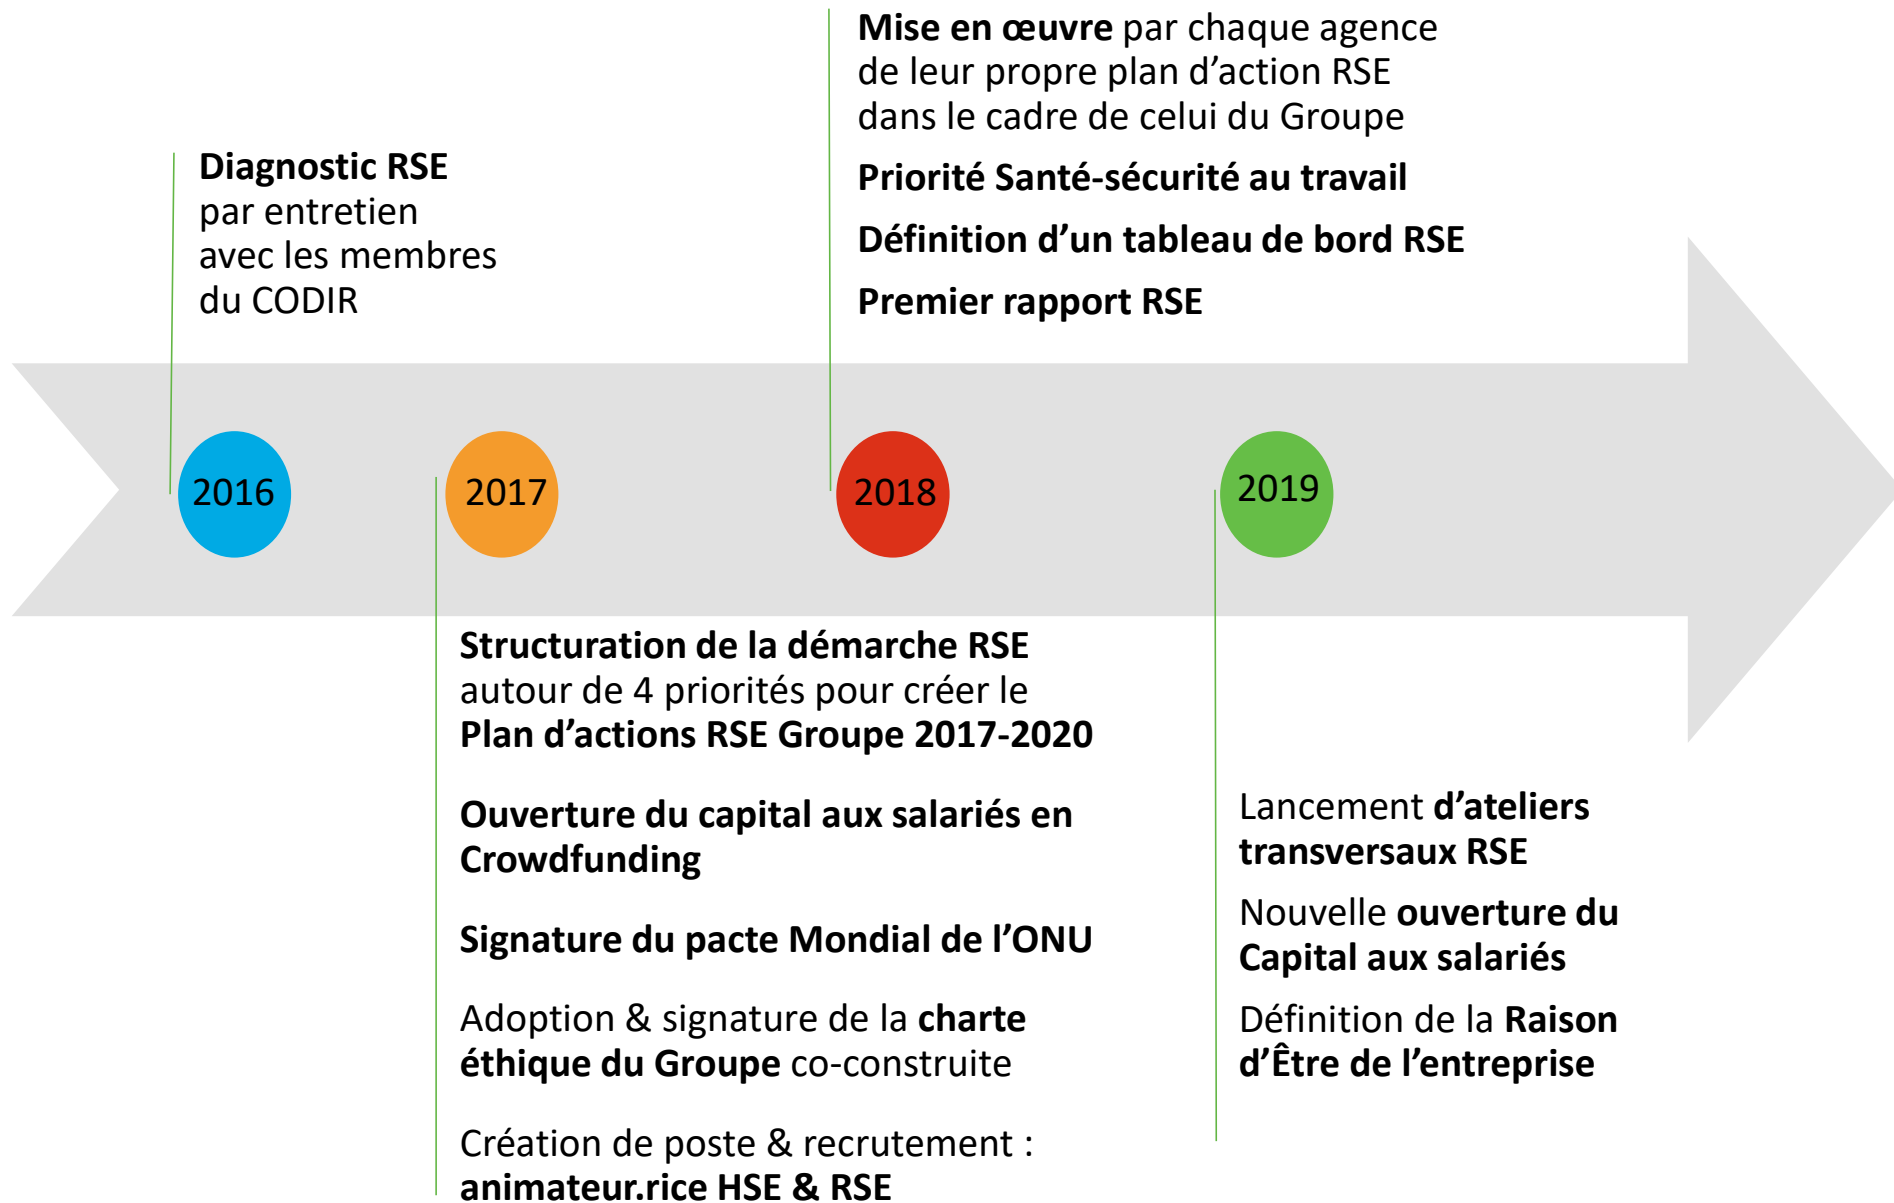 Diagnostic RSE
par entretien
avec les membres
du CODIR
2016
2017
Structuration de la démarche RSE
autour de 4 priorités pour créer le
Plan d’actions RSE Groupe 2017-2020
Ouverture du capital aux salariés en
Crowdfunding
Signature du pacte Mondial de l’ONU
Adoption & signature de la charte
éthique du Groupe co-construite
Création de poste & recrutement :
animateur.rice HSE & RSE
Mise en œuvre par chaque agence
de leur propre plan d’action RSE
dans le cadre de celui du Groupe
Priorité Santé-sécurité au travail
Définition d’un tableau de bord RSE
Premier rapport RSE
2018
2019
Lancement d’ateliers
transversaux RSE
Nouvelle ouverture du
Capital aux salariés
Définition de la Raison
d’Être de l’entreprise